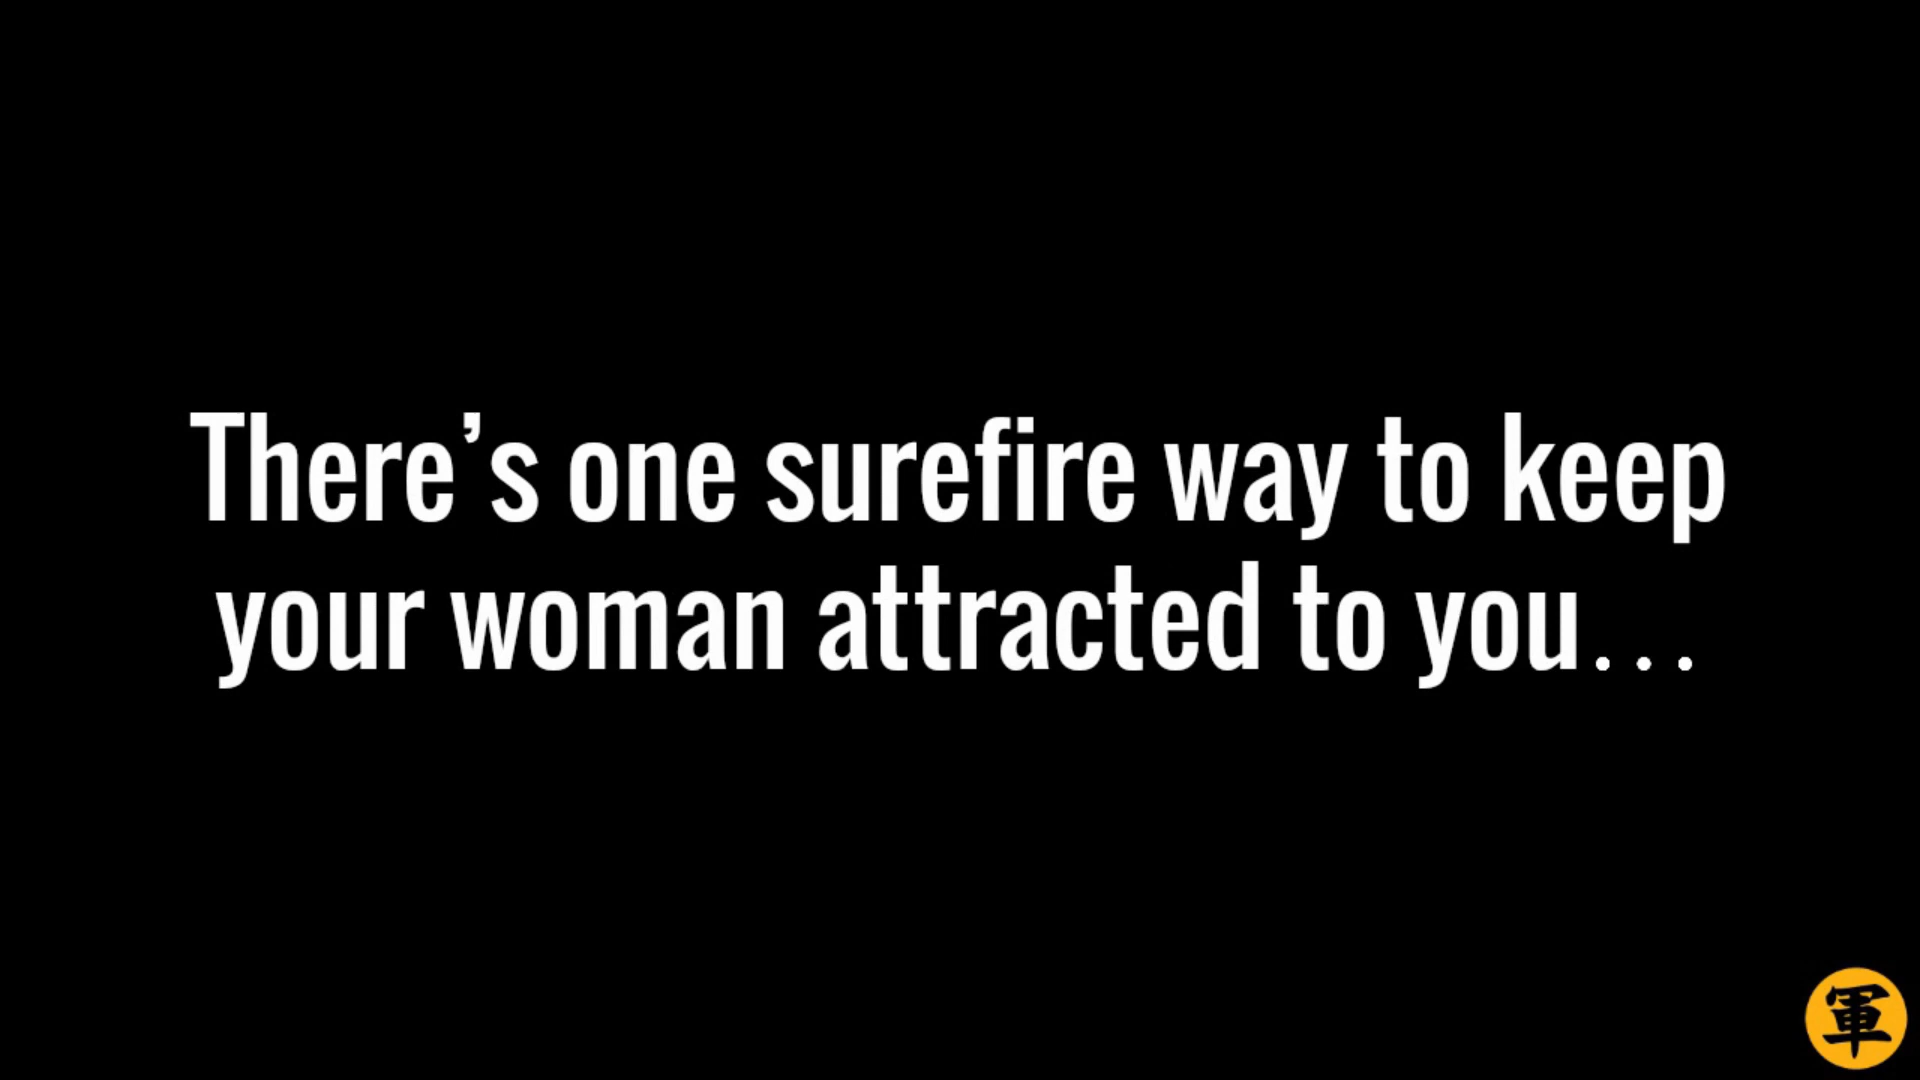 There’s one surefire way to keep
your woman attracted to you…
軍